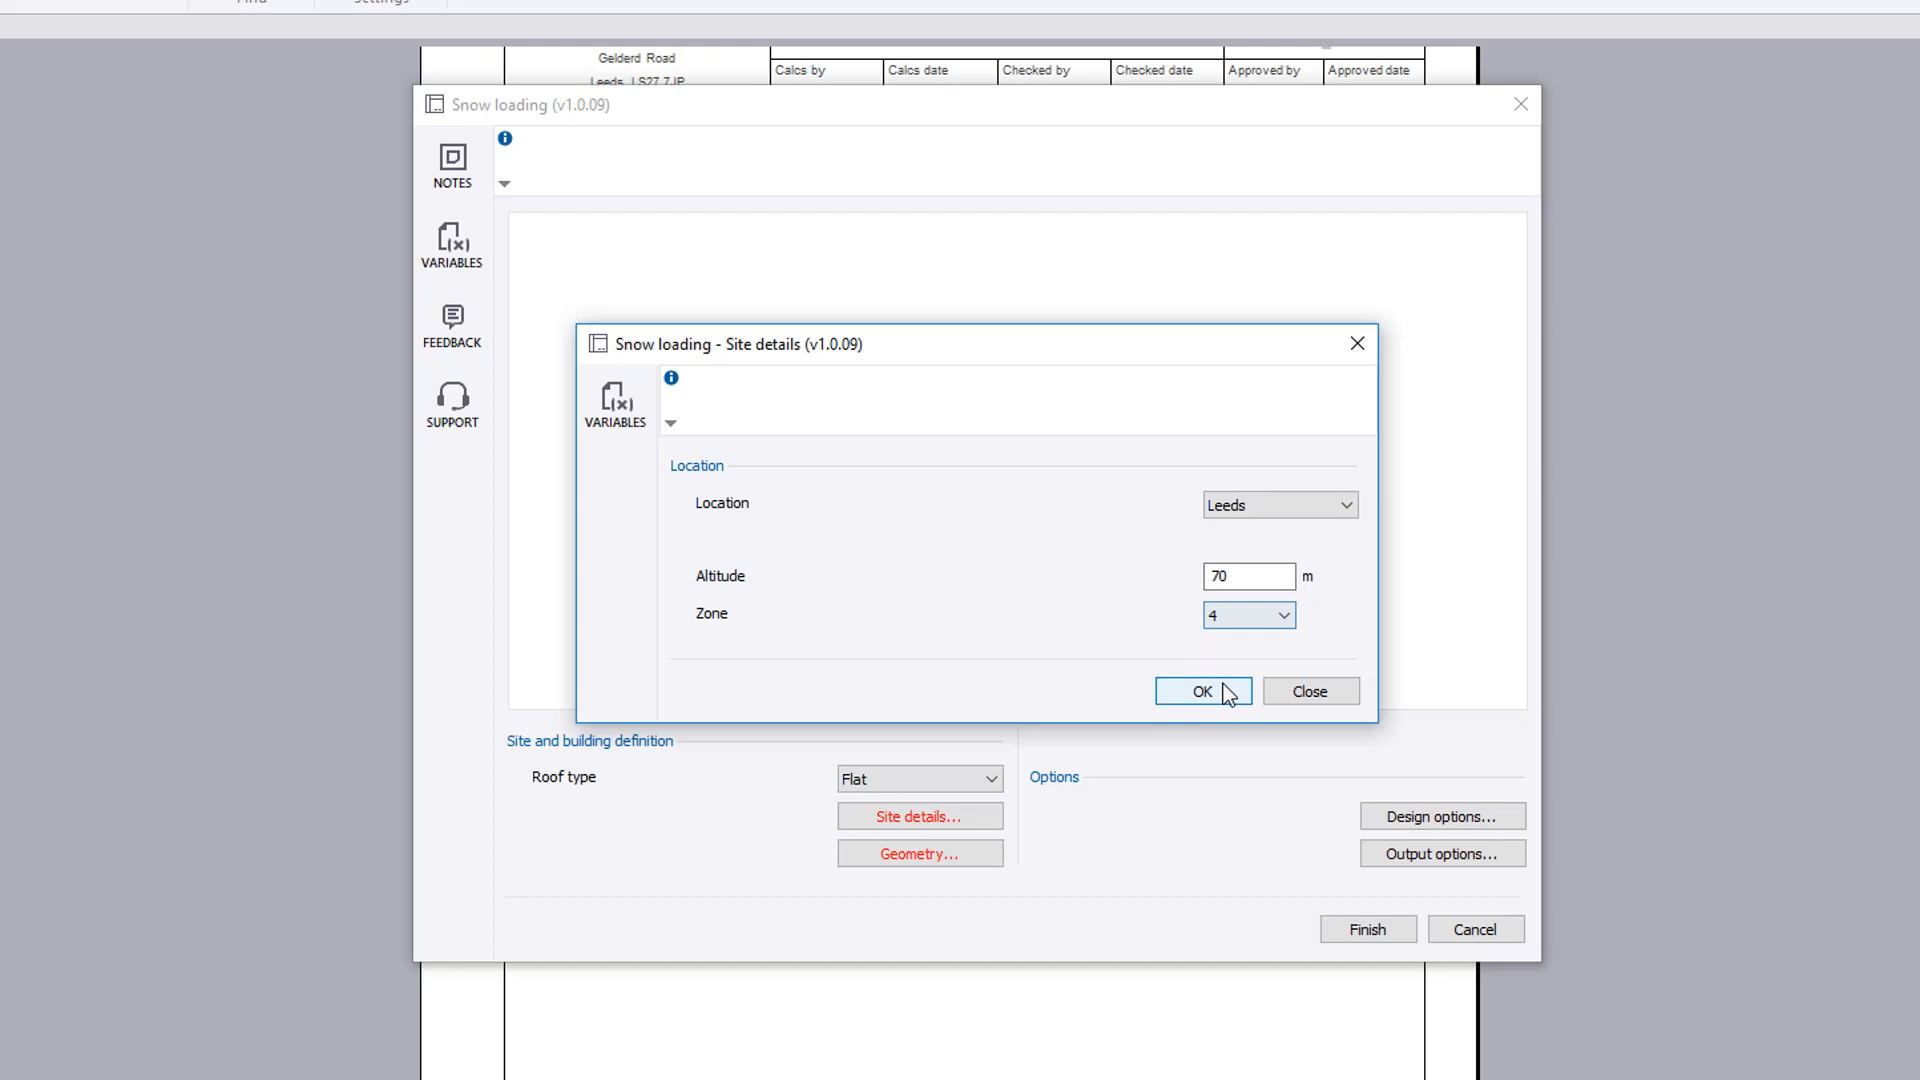 Find
Settings
Gelderd Road
Leeds
Calcs by
Calcs date
Checked by
Checked date
Approved by
Approved date
Snow loading (v1.0.09)
NOTES
VARIABLES
FEEDBACK
SUPPORT
Snow loading - Site details (v1.0.09)
VARIABLES
Location
Location
Leeds
Altitude
70
m
Zone
4
OK
Close
Site and building definition
Roof type
Flat
Site details...
Geometry...
Options
Design options...
Output options...
Finish
Cancel